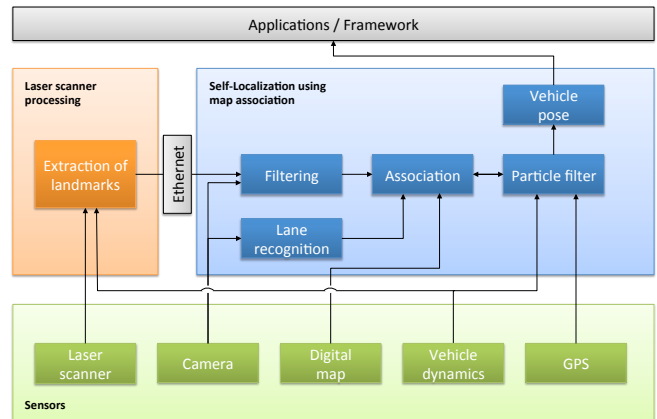 Applications / Framework
Laser scanner
processing
Self-Localization using
map association
Vehicle
pose
Extraction of
landmarks
Ethernet
Filtering
Association
Particle filter
Lane
recognition
Laser
scanner
Camera
Digital
map
Vehicle
dynamics
GPS
Sensors